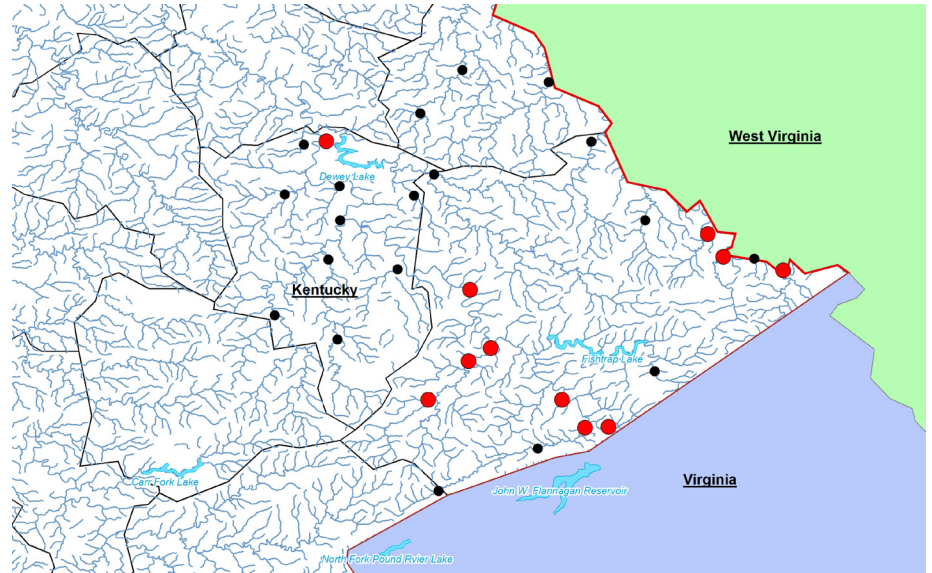 West Virginia
Dewey Lake
Kentucky
Fishtrap Lake
Carr Fork Lake
Virginia
John W. Flannagan Reservoir
North Fork Pound Rvier Lake